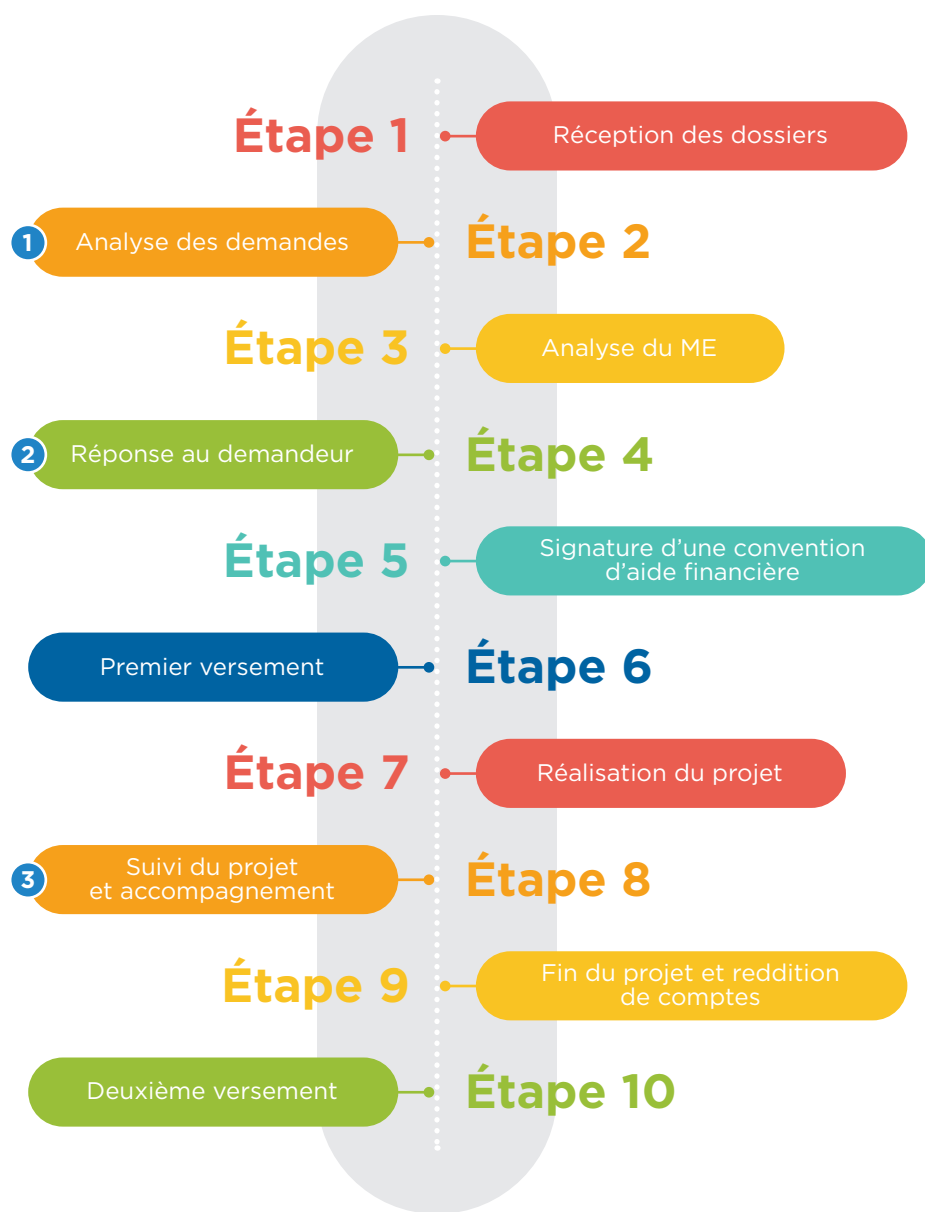 Étape 1
Réception des dossiers
1
Analyse des demandes
Étape 2
Étape 3
Analyse du ME
2
Réponse au demandeur
Étape 4
Étape 5
Signature d’une convention
d’aide financière
Premier versement
Étape 6
Étape 7
Réalisation du projet
3
Suivi du projet
et accompagnement
Étape 8
Étape 9
Fin du projet et reddition
de comptes
Deuxième versement
Étape 10